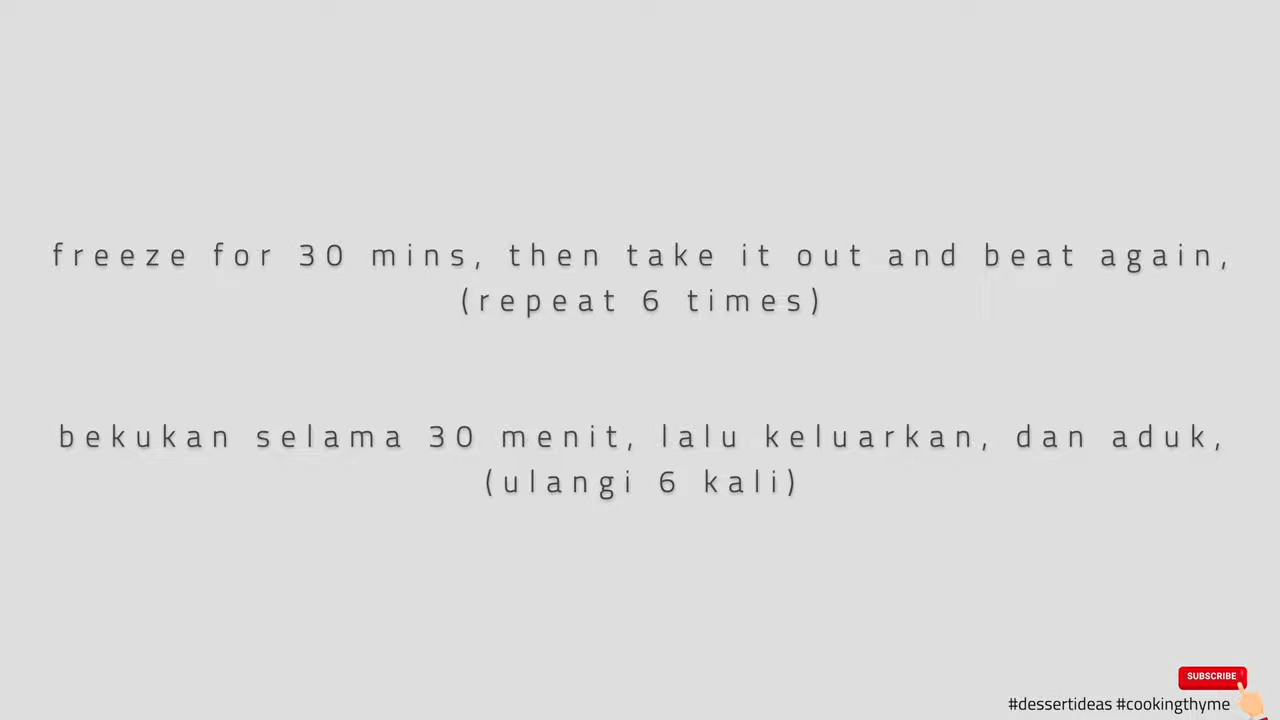 freeze for 30 mins, then take it out and beat again,
(repeat 6 times)
bekukan selama 30 menit, lalu keluarkan, dan aduk,
(ulangi 6 kali)
SUBSCRIBE
#dessertideas #cookingthyme